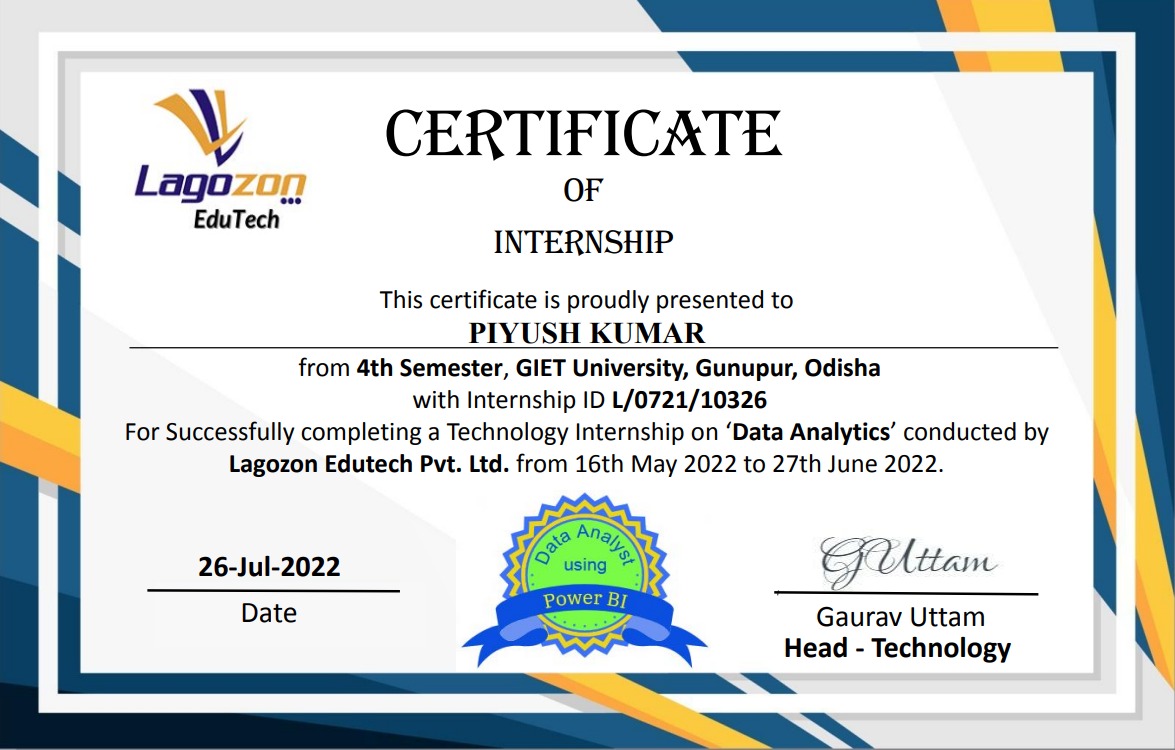 Lagozon
EduTech
CERTIFICATE
OF
INTERNSHIP
This certificate is proudly presented to
PIYUSH KUMAR
from 4th Semester, GIET University, Gunupur, Odisha
with Internship ID L/0721/10326
For Successfully completing a Technology Internship on ‘Data Analytics’ conducted by
Lagozon Edutech Pvt. Ltd. from 16th May 2022 to 27th June 2022.
26-Jul-2022
Date
Data Analyst
using
Power BI
GUttam
Gaurav Uttam
Head - Technology